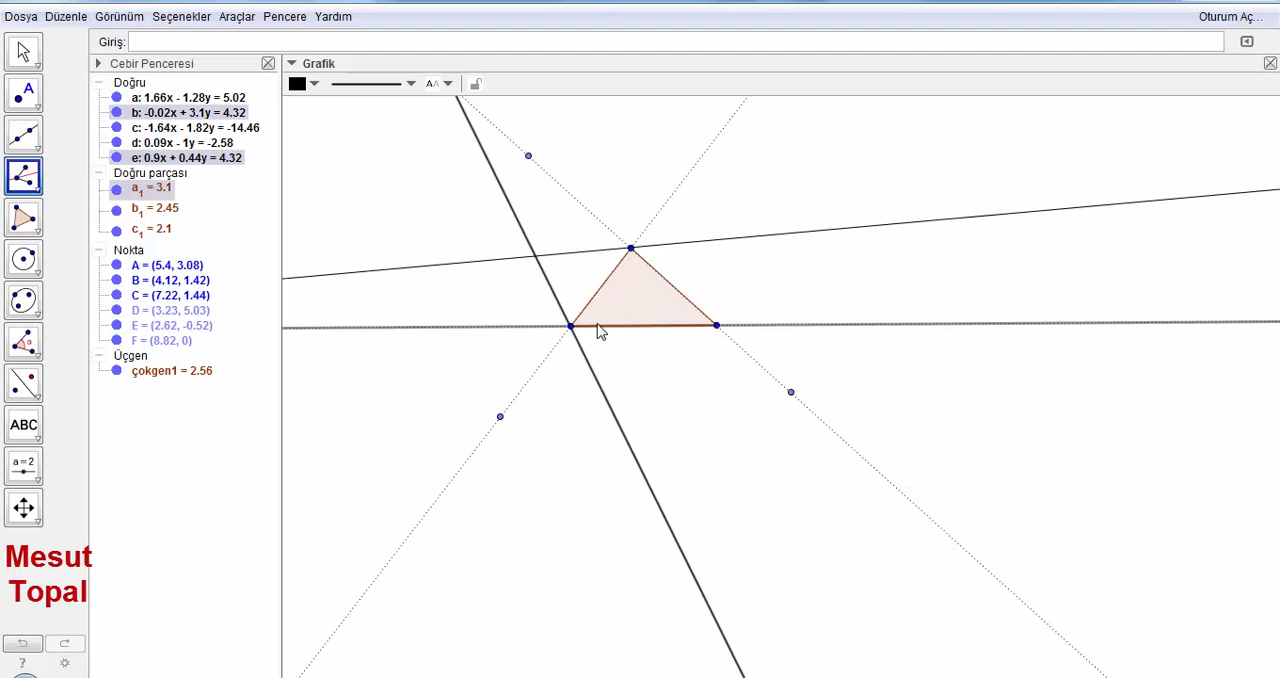 Dosya Düzenle Görünüm Seçenekler Araçlar Pencere Yardım Oturum Aç...
Giriş:
Cebir Penceresi
Grafik
AA
Doğru
a: 1.66x - 1.28y = 5.02
b: -0.02x + 3.1y = 4.32
c: -1.64x - 1.82y = -14.46
d: 0.09x - 1y = -2.58
e: 0.9x + 0.44y = 4.32
Doğru parçası
a1 = 3.1
b1 = 2.45
c1 = 2.1
Nokta
A = (5.4, 3.08)
B = (4.12, 1.42)
C = (7.22, 1.44)
D = (3.23, 5.03)
E = (2.62, -0.52)
F = (8.82, 0)
Üçgen
çokgen1 = 2.56
A
α
ABC
a=2
Mesut
Topal
?